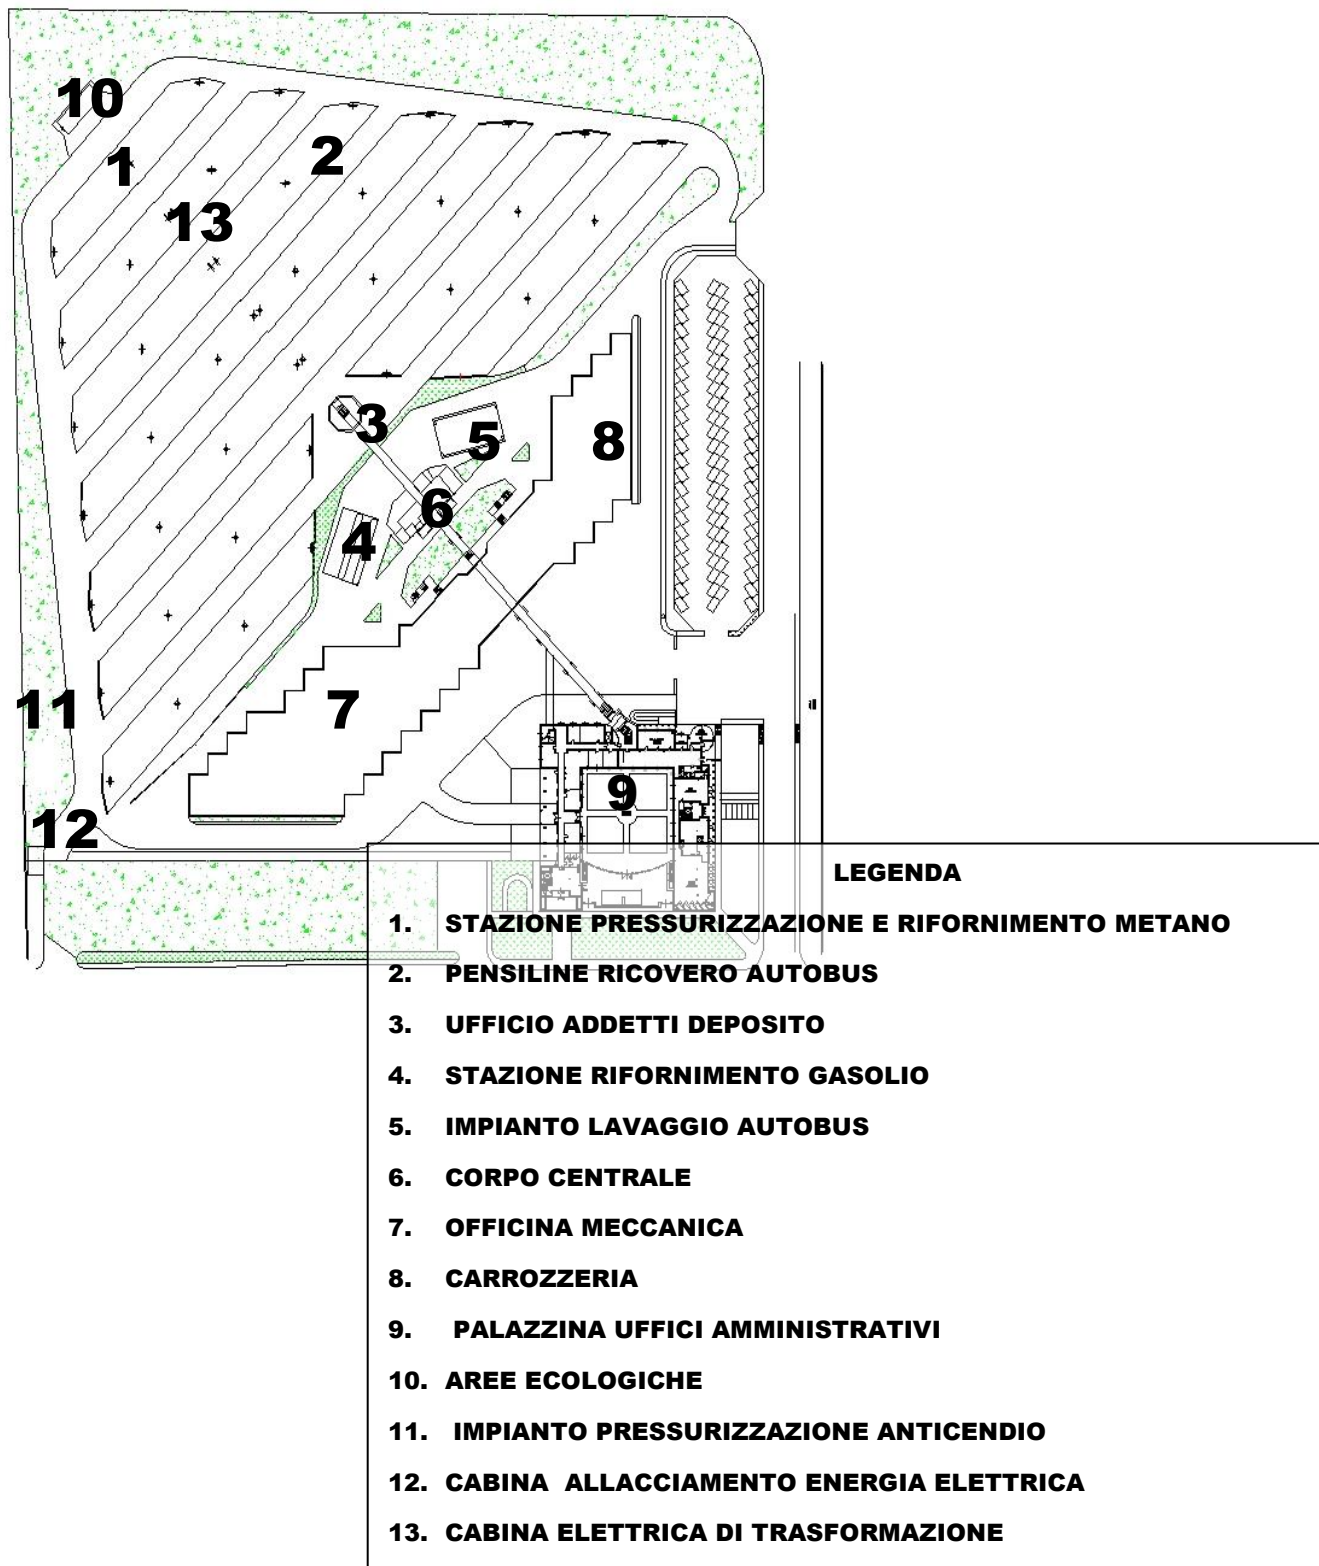 10
1
2
13
3
5
8
6
4
11
7
9
12
LEGENDA
1. STAZIONE PRESSURIZZAZIONE E RIFORNIMENTO METANO
2. PENSILINE RICOVERO AUTOBUS
3. UFFICIO ADDETTI DEPOSITO
4. STAZIONE RIFORNIMENTO GASOLIO
5. IMPIANTO LAVAGGIO AUTOBUS
6. CORPO CENTRALE
7. OFFICINA MECCANICA
8. CARROZZERIA
9. PALAZZINA UFFICI AMMINISTRATIVI
10. AREE ECOLOGICHE
11. IMPIANTO PRESSURIZZAZIONE ANTICENDIO
12. CABINA ALLACCIAMENTO ENERGIA ELETTRICA
13. CABINA ELETTRICA DI TRASFORMAZIONE